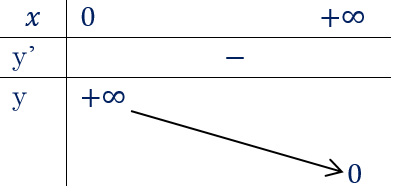 x 0 +∞
y’ −
y +∞
0